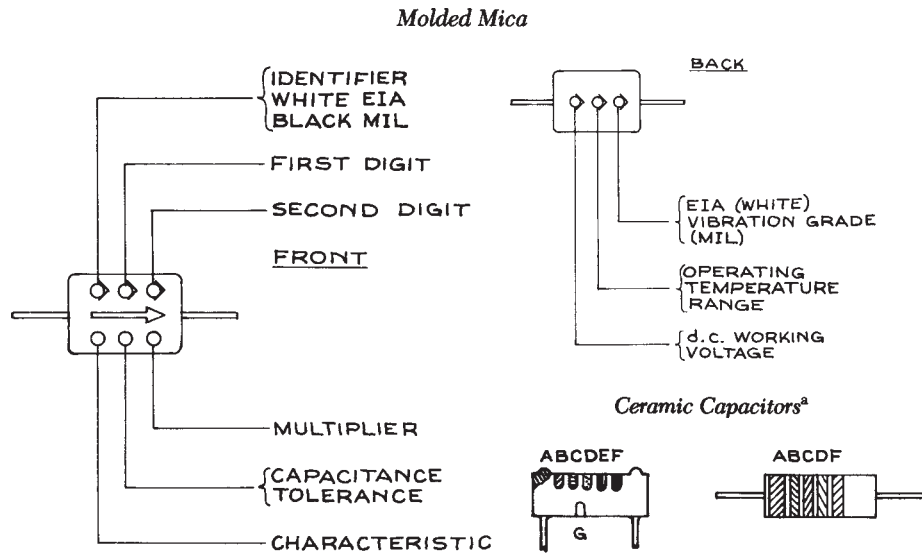 Molded Mica
IDENTIFIER
WHITE EIA
BLACK MIL
FIRST DIGIT
SECOND DIGIT
FRONT
MULTIPLIER
CAPACITANCE
TOLERANCE
CHARACTERISTIC
BACK
EIA (WHITE)
VIBRATION GRADE
(MIL)
OPERATING
TEMPERATURE
RANGE
d.c. WORKING
VOLTAGE
Ceramic Capacitorsª
ABCDEF
G
ABCDF